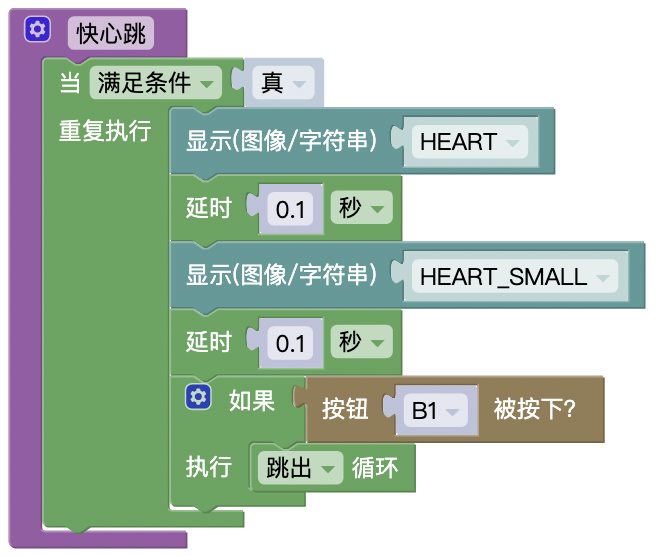 快心跳
当 满足条件 真
重复执行
显示(图像/字符串) HEART
延时 0.1 秒
显示(图像/字符串) HEART_SMALL
延时 0.1 秒
如果 按钮 B1 被按下?
执行 跳出 循环